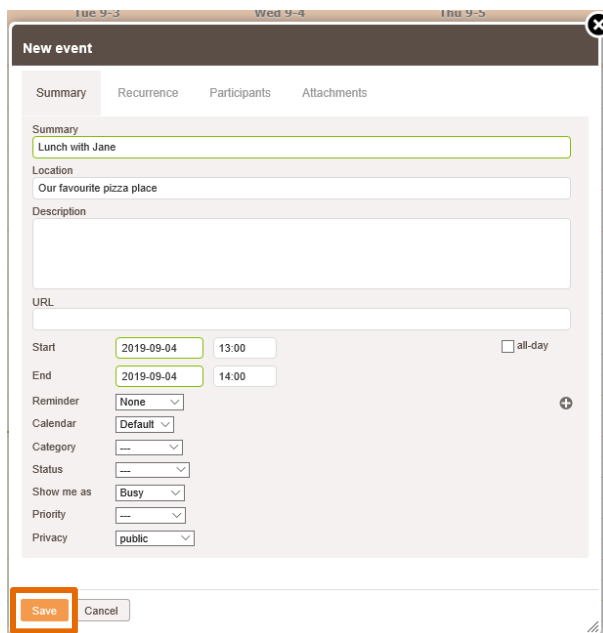 Tue 9-3 Wed 9-4 Thu 9-5
New event
Summary Recurrence Participants Attachments
Summary
Lunch with Jane
Location
Our favourite pizza place
Description
URL
Start 2019-09-04 13:00 all-day
End 2019-09-04 14:00
Reminder None
Calendar Default
Category ---
Status ---
Show me as Busy
Priority ---
Privacy public
Save Cancel